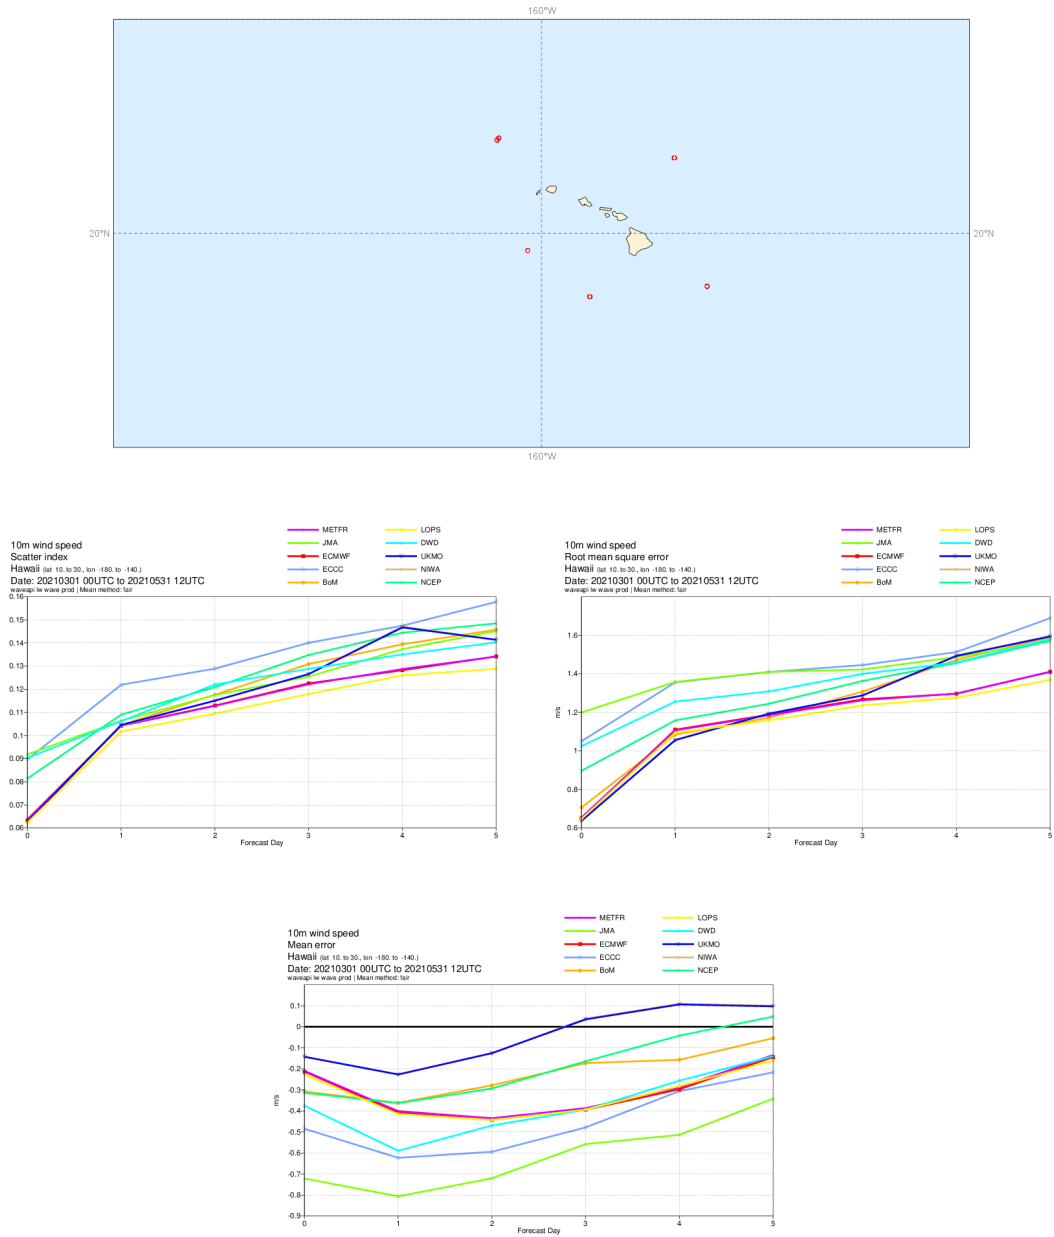 160°W
20°N 20°N
160°W
METFR LOPS
10m wind speed JMA DWD
Scatter index ECMWF UKMO
Hawaii (lat 10. to 30., lon -180. to -140.) ECCC NIWA
Date: 20210301 00UTC to 20210531 12UTC BoM NCEP
waveapi lw wave prod | Mean method: fair
0.16
0.15
0.14
0.13
0.12
0.11
0.1
0.09
0.08
0.07
0.06
0 1 2 3 4 5
Forecast Day
METFR LOPS
10m wind speed JMA DWD
Root mean square error ECMWF UKMO
Hawaii (lat 10. to 30., lon -180. to -140.) ECCC NIWA
Date: 20210301 00UTC to 20210531 12UTC BoM NCEP
waveapi lw wave prod | Mean method: fair
1.6
1.4
1.2
m/s
1
0.8
0.6
0 1 2 3 4 5
Forecast Day
METFR LOPS
10m wind speed JMA DWD
Mean error ECMWF UKMO
Hawaii (lat 10. to 30., lon -180. to -140.) ECCC NIWA
Date: 20210301 00UTC to 20210531 12UTC BoM NCEP
waveapi lw wave prod | Mean method: fair
0.1
0
-0.1
-0.2
-0.3
m/s
-0.4
-0.5
-0.6
-0.7
-0.8
-0.9
0 1 2 3 4 5
Forecast Day